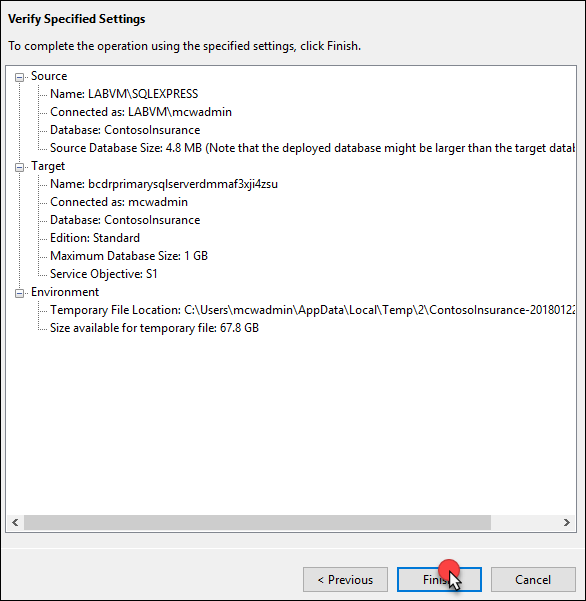 Verify Specified Settings
To complete the operation using the specified settings, click Finish.
Source
Name: LABVM\SQLEXPRESS
Connected as: LABVM\mcwadmin
Database: ContosoInsurance
Source Database Size: 4.8 MB (Note that the deployed database might be larger than the target
Target
Name: bcdrprimarysqlserverdmmaf3xji4zsu
Connected as: mcwadmin
Database: ContosoInsurance
Edition: Standard
Maximum Database Size: 1 GB
Service Objective: S1
Environment
Temporary File Location: C:\Users\mcwadmin\AppData\Local\Temp\2\ContosoInsurance-20180122
Size available for temporary file: 67.8 GB
< Previous
Cancel